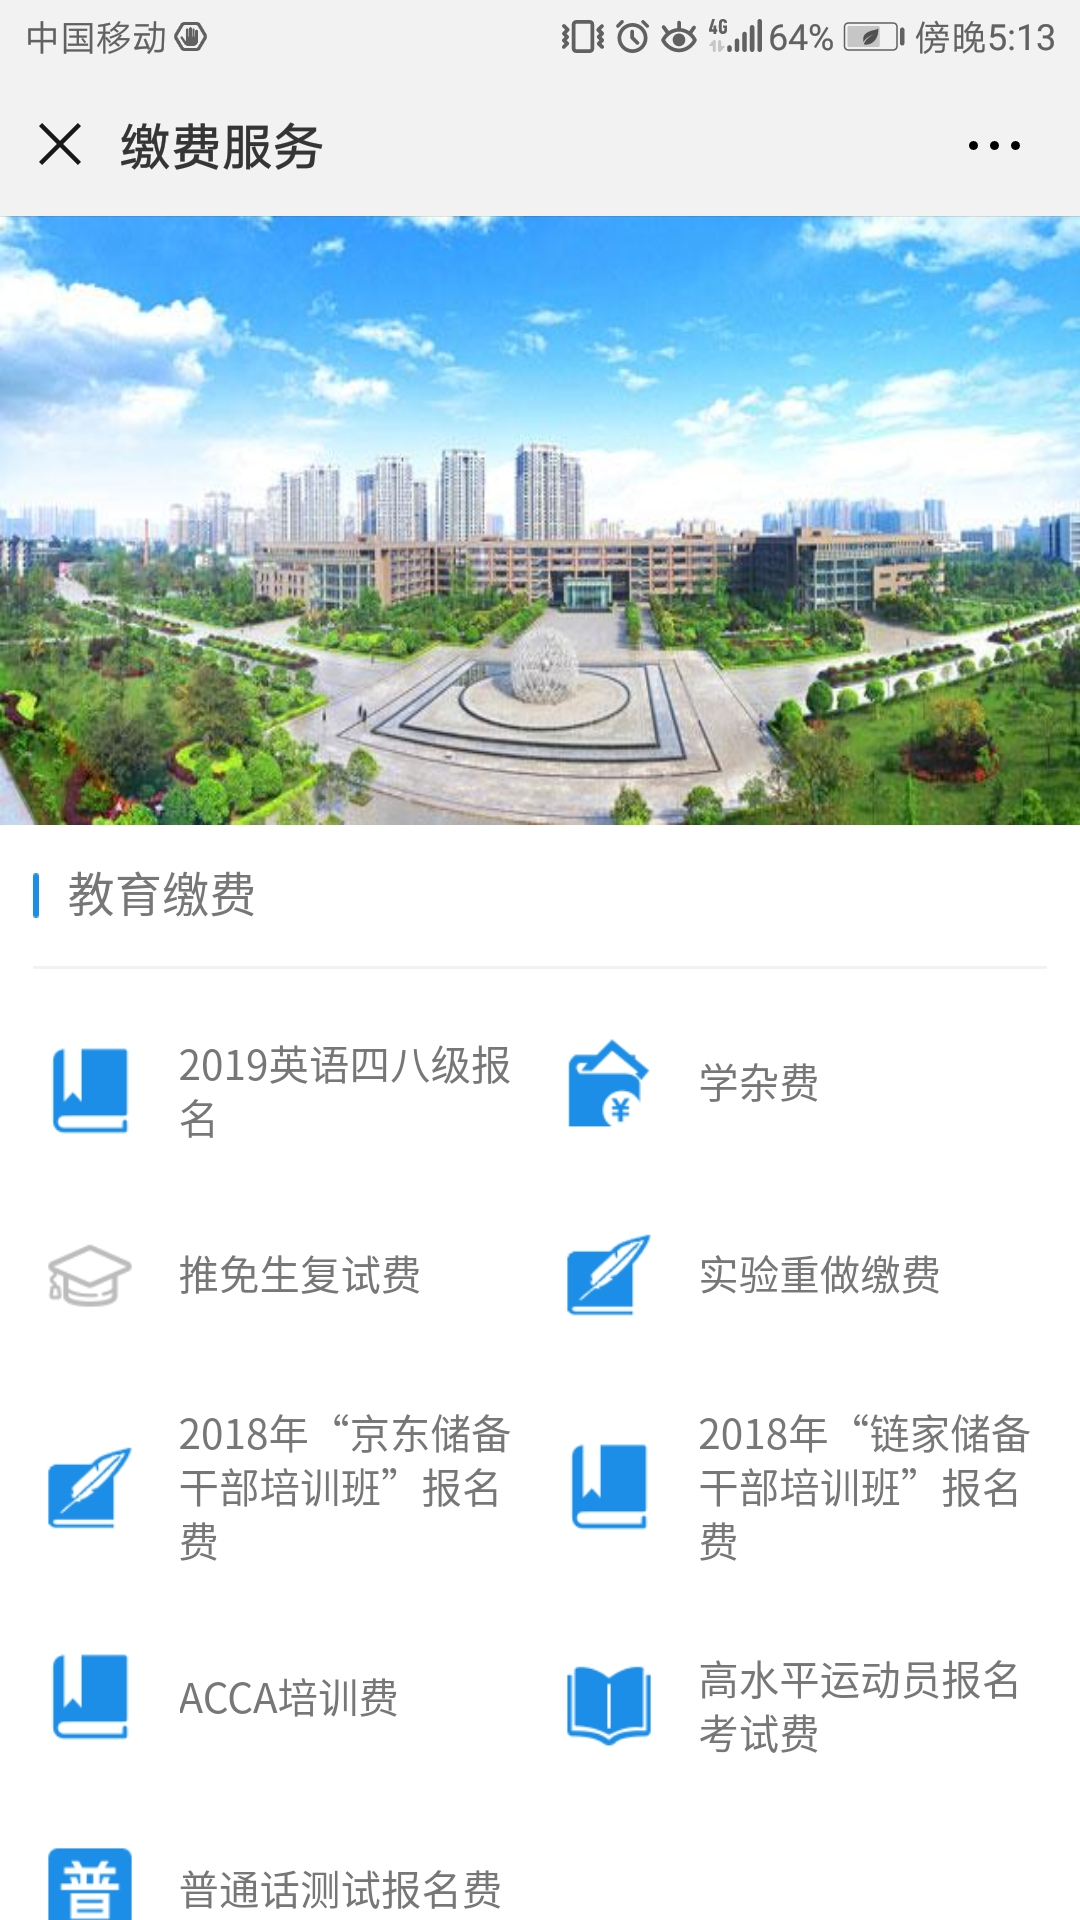 中国移动
4G
64%
傍晚5:13
缴费服务
教育缴费
2019英语四八级报
名
学杂费
推免生复试费
实验重做缴费
2018年“京东储备
干部培训班”报名
费
2018年“链家储备
干部培训班”报名
费
ACCA培训费
高水平运动员报名
考试费
普
普通话测试报名费